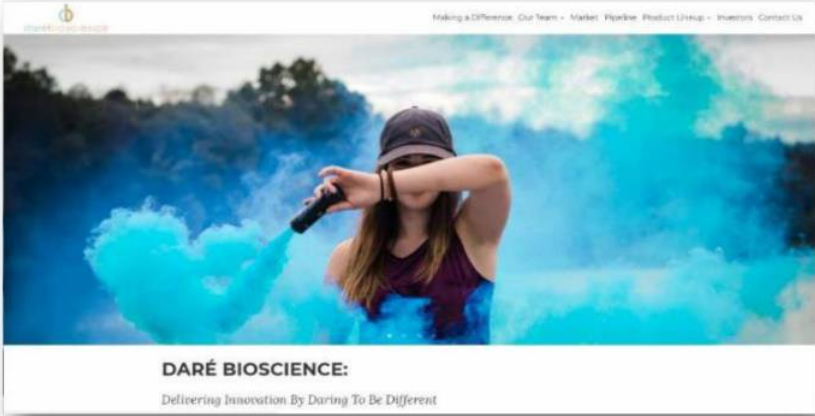 darébioscience
Making a Difference Our Team Market Pipeline Product Lineup Investors Contact Us
DARÉ BIOSCIENCE:
Delivering Innovation By Daring To Be Different